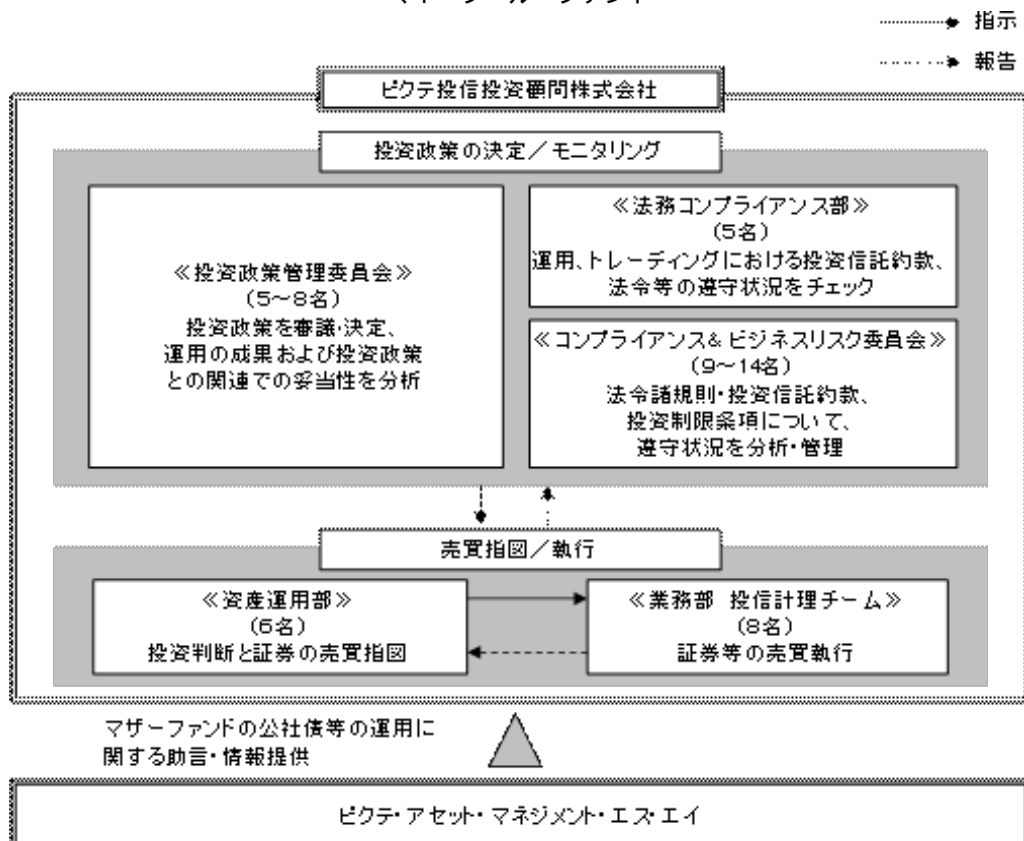 指示
報告
ピクテ投信投資顧問株式会社
投資政策の決定／モニタリング
≪投資政策管理委員会≫
(5～8名)
投資政策を審議・決定、
運用の成果および投資政策
との関連での妥当性を分析
≪法務コンプライアンス部≫
(5名)
運用、トレーディングにおける投資信託約款、
法令等の遵守状況をチェック
≪コンプライアンス&ビジネスリスク委員会≫
(9～14名)
法令諸規則・投資信託約款、
投資制限条項について、
遵守状況を分析・管理
売買指図／執行
≪資産運用部≫
(6名)
投資判断と証券の売買指図
≪業務部 投信計理チーム≫
(8名)
証券等の売買執行
マザーファンドの公社債等の運用に
関する助言・情報提供
ピクテ・アセット・マネジメント・エス・エイ